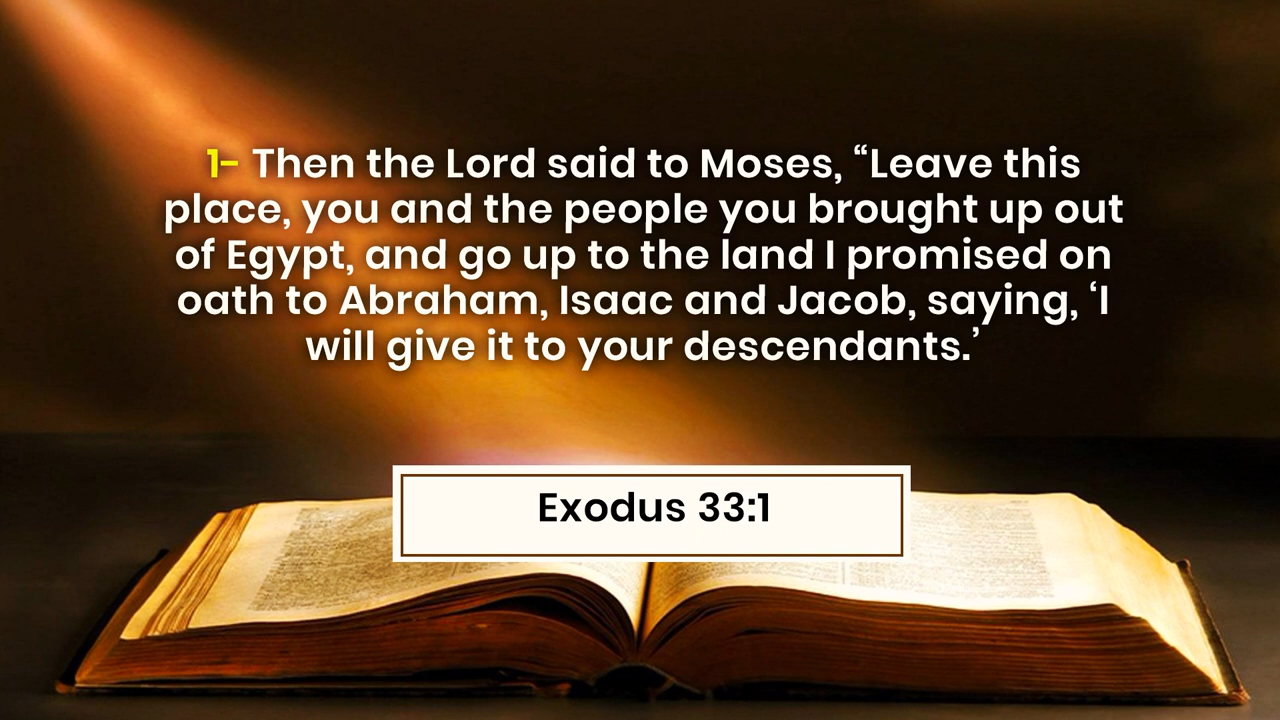 1- Then the Lord said to Moses, “Leave this
place, you and the people you brought up out
of Egypt, and go up to the land I promised on
oath to Abraham, Isaac and Jacob, saying, ‘I
will give it to your descendants.’
Exodus 33:1